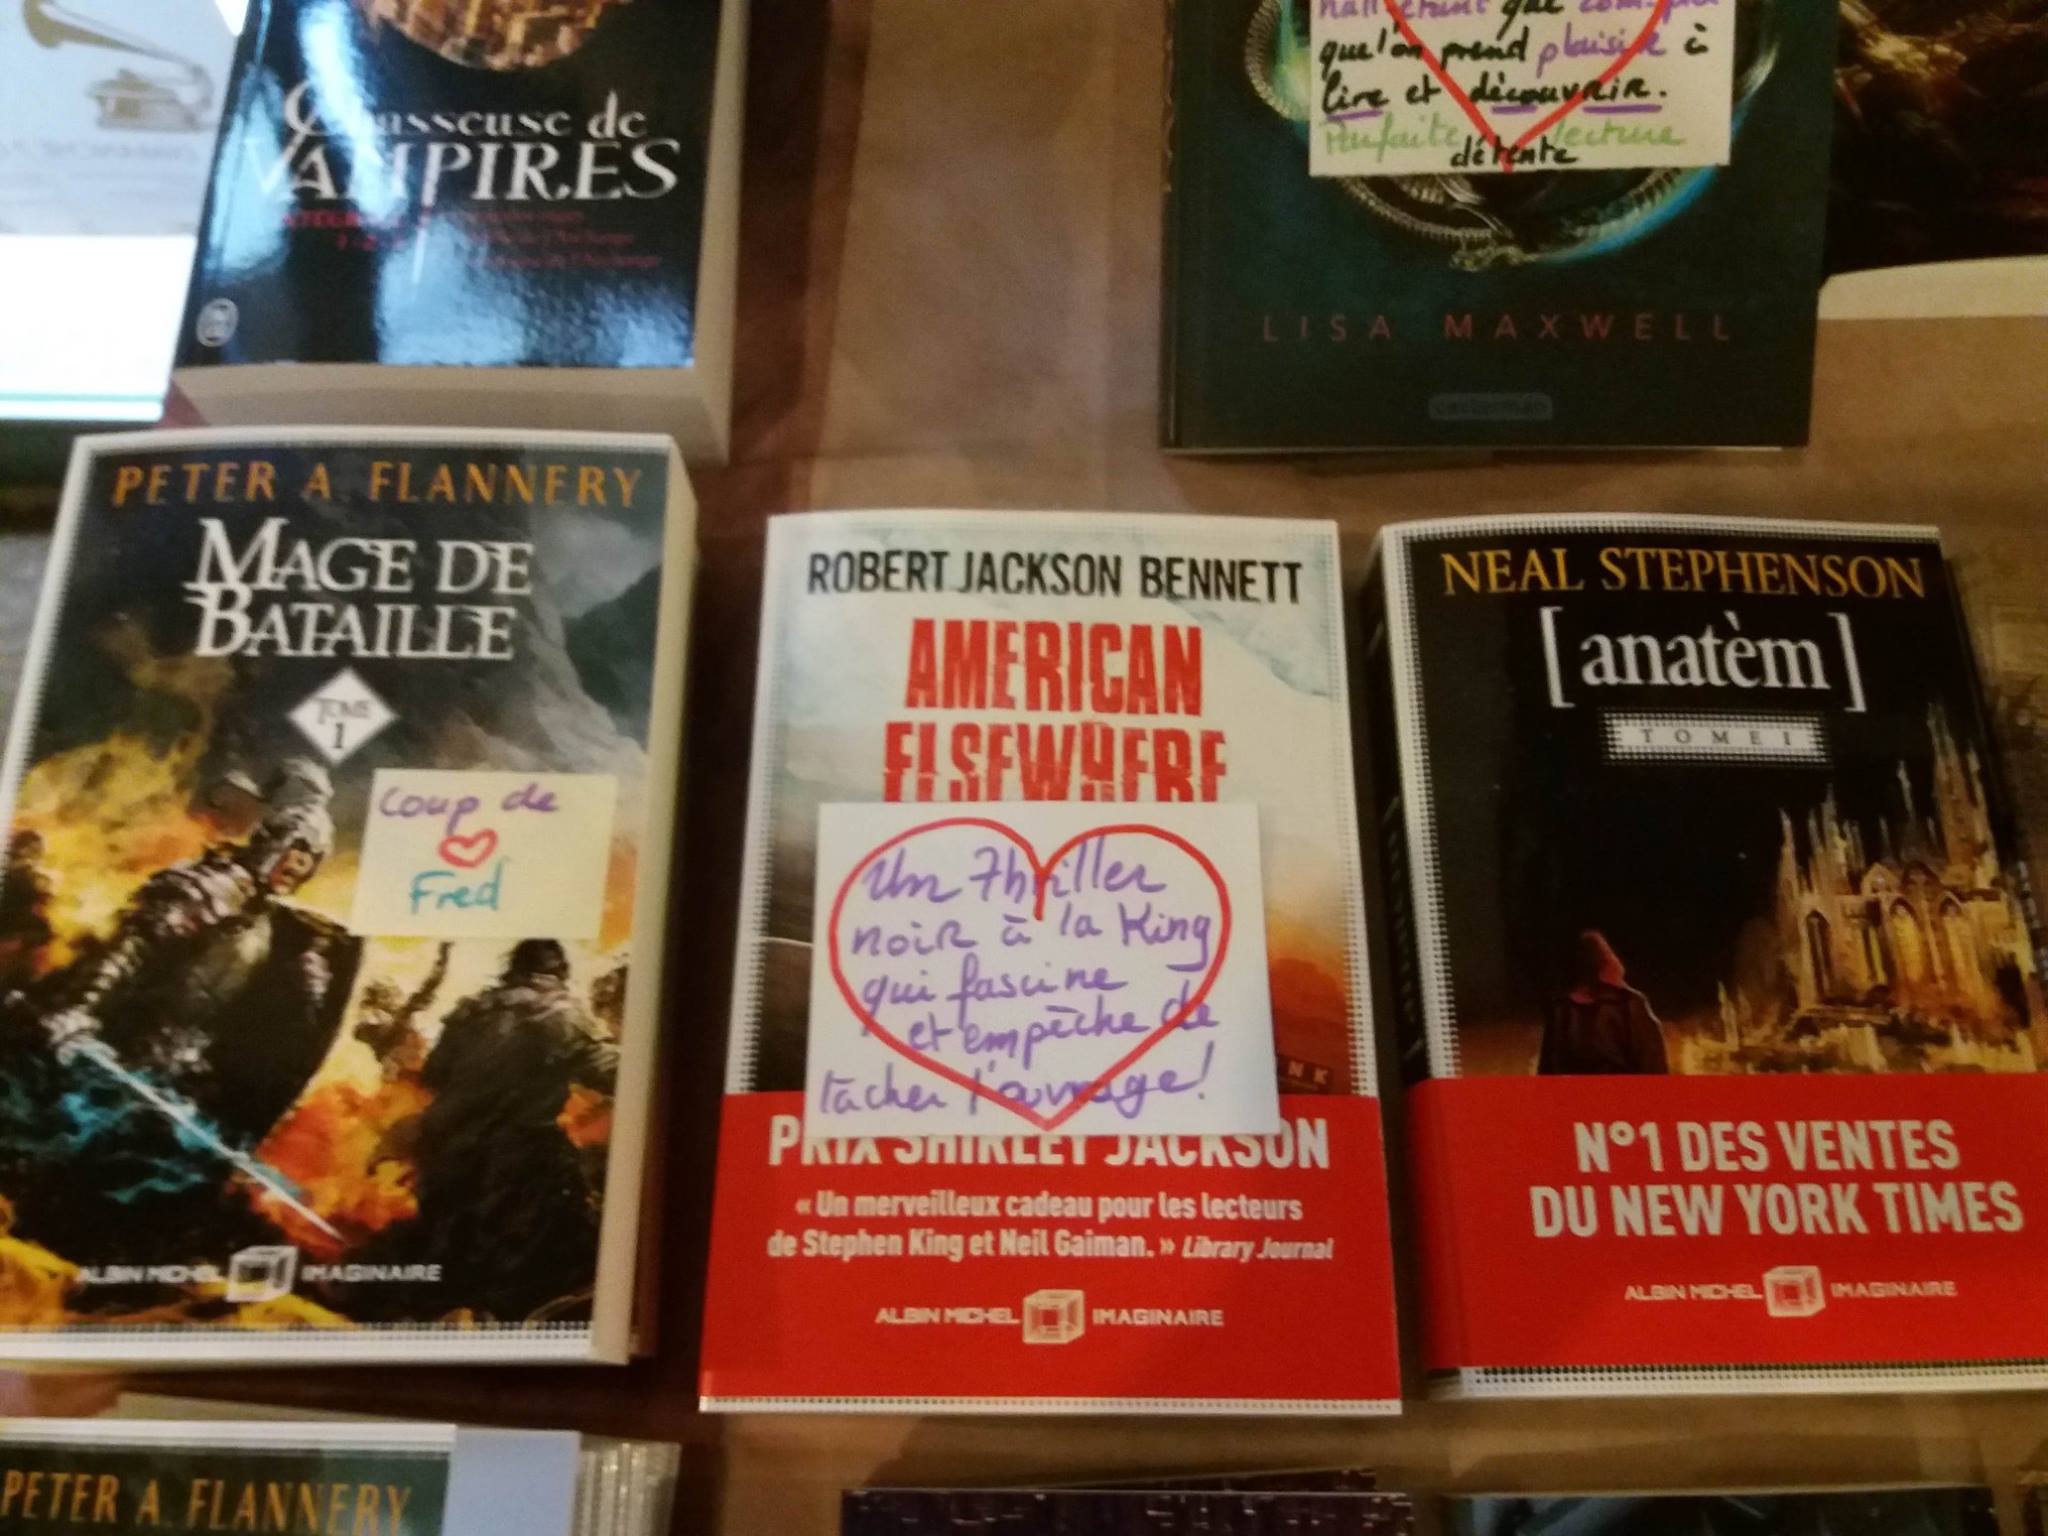 Chasseuse de
VAMPIRES
que l'on prend plaisir à
lire et découvrir.
Parfaite lecture
détente
LISA MAXWELL
casterman
PETER A. FLANNERY
MAGE DE
BATAILLE
TOME
1
Coup de
Fred
ALBIN MICHEL IMAGINAIRE
ROBERT JACKSON BENNETT
AMERICAN
ELSEWHERE
Un Thriller
noir à la King
qui fascine
et empêche de
lâcher l'ouvrage!
PRIX SHIRLEY JACKSON
« Un merveilleux cadeau pour les lecteurs
de Stephen King et Neil Gaiman. » Library Journal
ALBIN MICHEL IMAGINAIRE
NEAL STEPHENSON
[anatèm]
TOME I
N°1 DES VENTES
DU NEW YORK TIMES
ALBIN MICHEL IMAGINAIRE
PETER A. FLANNERY